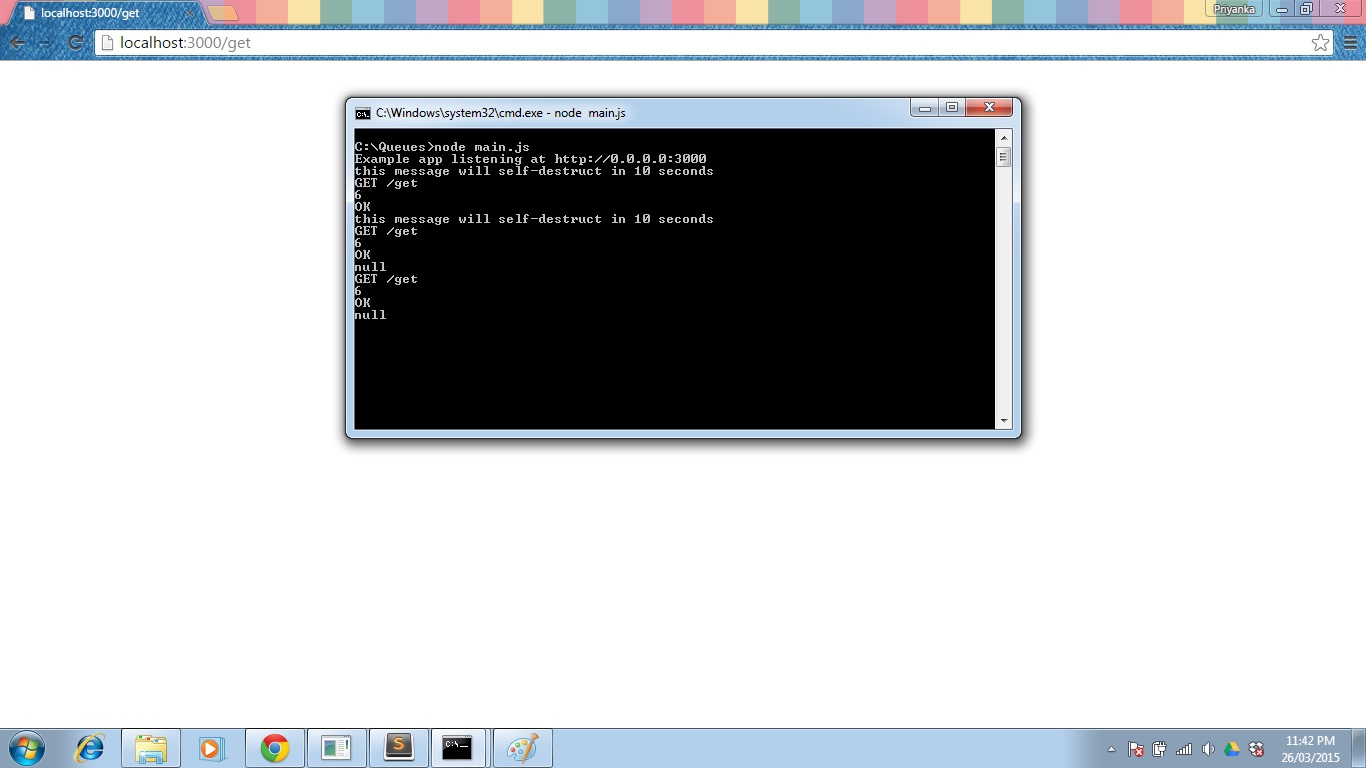 localhost:3000/get
Priyanka
localhost:3000/get
C:\Windows\system32\cmd.exe - node  main.js
C:\Queues>node main.js
Example app listening at http://0.0.0.0:3000
this message will self-destruct in 10 seconds
GET /get
6
OK
this message will self-destruct in 10 seconds
GET /get
6
OK
null
GET /get
6
OK
null
11:42 PM
26/03/2015